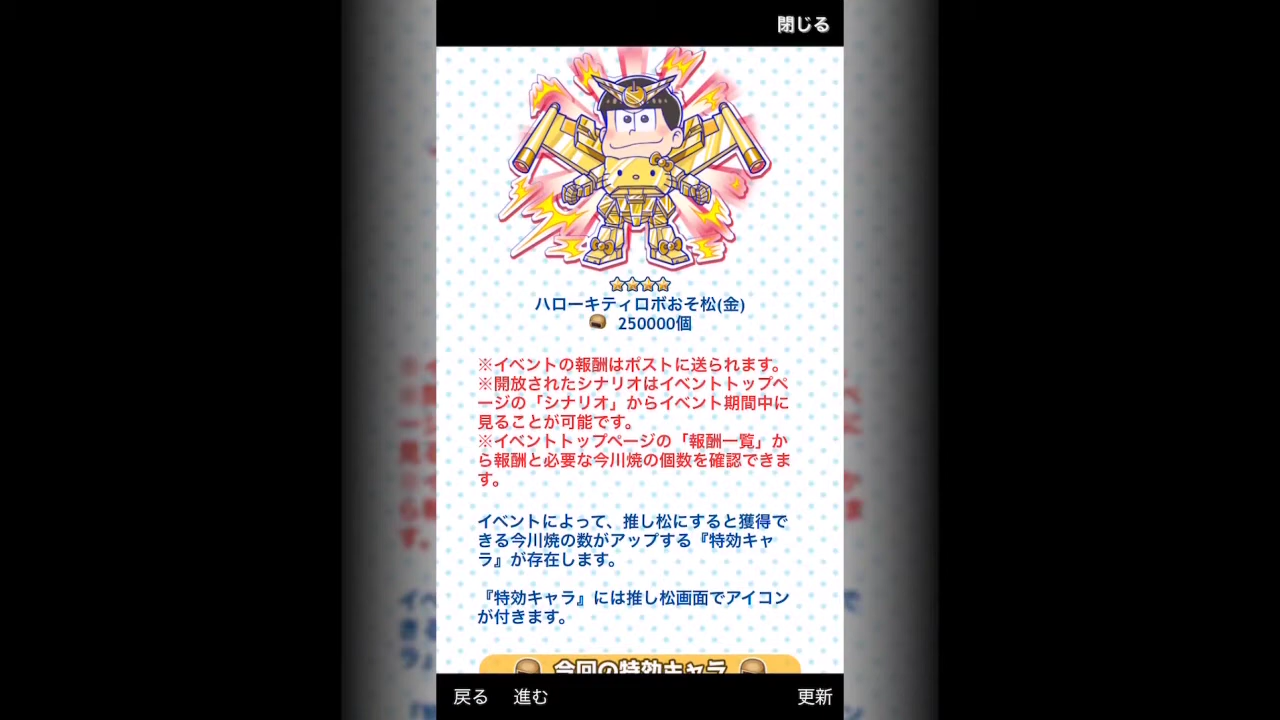 閉じる
ハローキティロボおそ松(金)
250000個
※イベントの報酬はポストに送られます。
※開放されたシナリオはイベントトップペ
ージの「シナリオ」からイベント期間中に
見ることが可能です。
※イベントトップページの「報酬一覧」か
ら報酬と必要な今川焼の個数を確認できま
す。
イベントによって、推し松にすると獲得で
きる今川焼の数がアップする『特効キャ
ラ』が存在します。
『特効キャラ』には推し松画面でアイコン
が付きます。
今回の特効キャラ
戻る 進む 更新